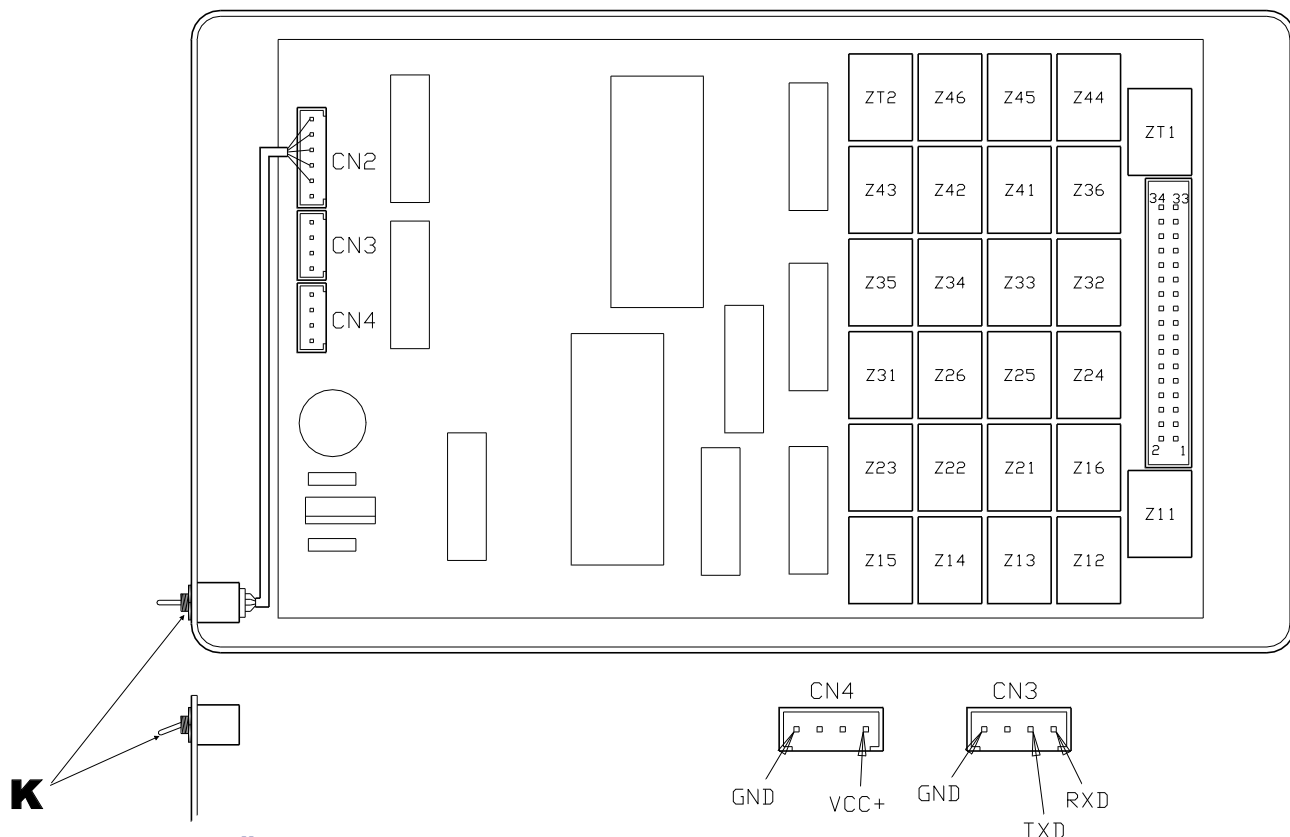 ZT2 Z46 Z45 Z44
ZT1
CN2
Z43 Z42 Z41 Z36
34 33
CN3
Z35 Z34 Z33 Z32
CN4
Z31 Z26 Z25 Z24
2 1
Z23 Z22 Z21 Z16
Z11
Z15 Z14 Z13 Z12
CN4 CN3
K
GND VCC+ GND RXD
TXD